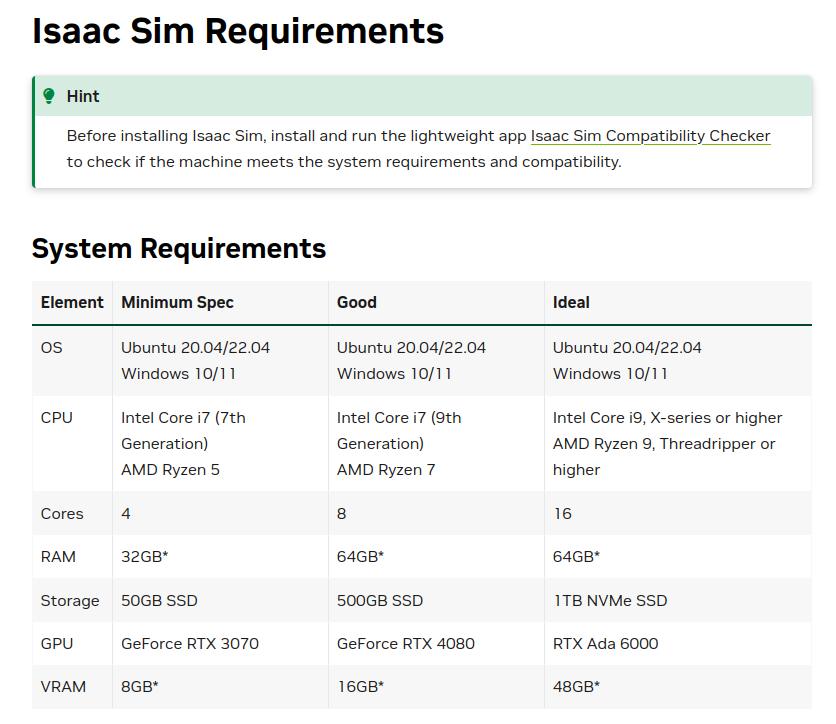 Isaac Sim Requirements
Hint
Before installing Isaac Sim, install and run the lightweight app Isaac Sim Compatibility Checker
to check if the machine meets the system requirements and compatibility.
System Requirements
Element Minimum Spec Good Ideal
OS Ubuntu 20.04/22.04 Ubuntu 20.04/22.04 Ubuntu 20.04/22.04
Windows 10/11 Windows 10/11 Windows 10/11
CPU Intel Core i7 (7th Intel Core i7 (9th Intel Core i9, X-series or higher
Generation) Generation) AMD Ryzen 9, Threadripper or
AMD Ryzen 5 AMD Ryzen 7 higher
Cores 4 8 16
RAM 32GB* 64GB* 64GB*
Storage 50GB SSD 500GB SSD 1TB NVMe SSD
GPU GeForce RTX 3070 GeForce RTX 4080 RTX Ada 6000
VRAM 8GB* 16GB* 48GB*